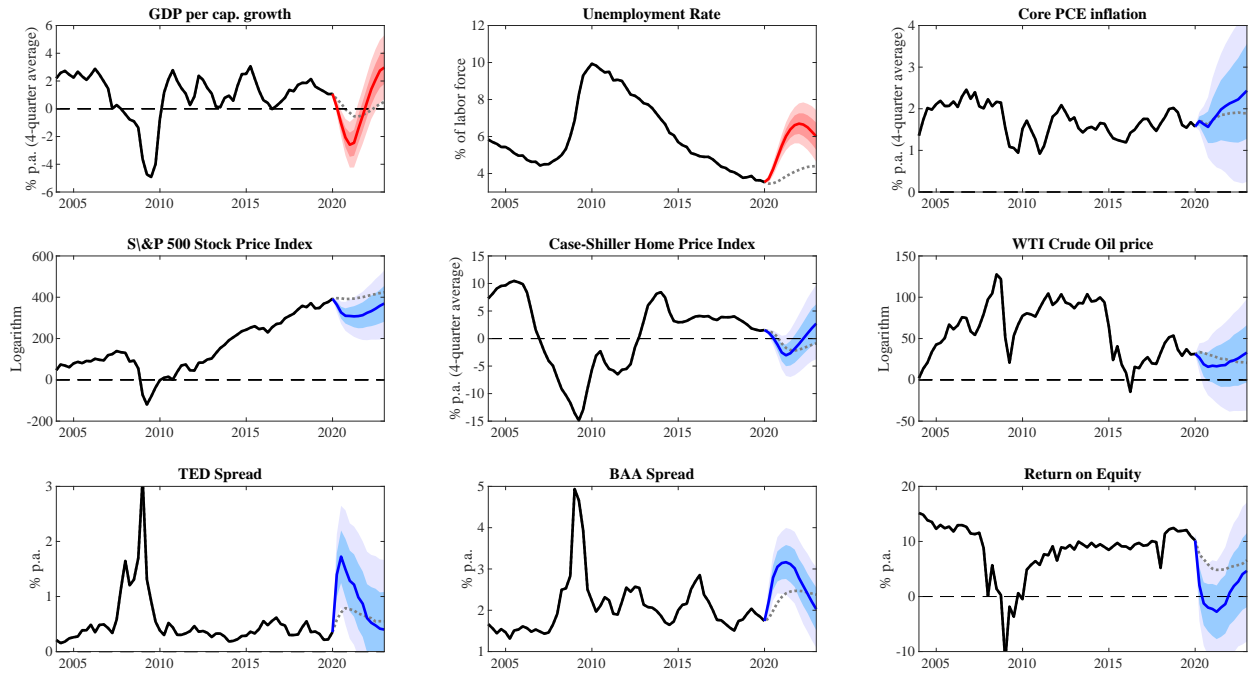 GDP per cap. growth
% p.a. (4-quarter average)
6
4
2
0
-2
-4
-6
2005 2010 2015 2020
Unemployment Rate
% of labor force
12
10
8
6
4
2005 2010 2015 2020
Core PCE inflation
% p.a. (4-quarter average)
4
3
2
1
0
2005 2010 2015 2020
S\&P 500 Stock Price Index
Logarithm
600
400
200
0
-200
2005 2010 2015 2020
Case-Shiller Home Price Index
% p.a. (4-quarter average)
15
10
5
0
-5
-10
-15
2005 2010 2015 2020
WTI Crude Oil price
Logarithm
150
100
50
0
-50
2005 2010 2015 2020
TED Spread
% p.a.
3
2
1
0
2005 2010 2015 2020
BAA Spread
% p.a.
5
4
3
2
1
2005 2010 2015 2020
Return on Equity
% p.a.
20
10
0
-10
2005 2010 2015 2020